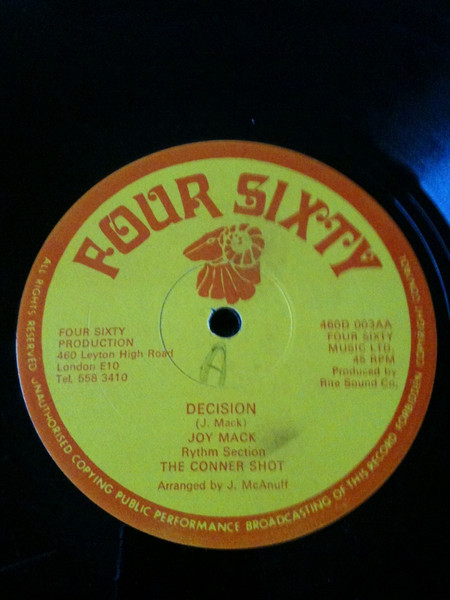 FOUR SIXTY
FOUR SIXTY
PRODUCTION
460 Leyton High Road
London E10
Tel. 558 3410
460D 003AA
FOUR SIXTY
MUSIC LTD.
45 RPM
Produced by
Rite Sound Co.
A
DECISION
(J. Mack)
JOY MACK
Rythm Section
THE CONNER SHOT
Arranged by J. McAnuff
ALL RIGHTS RESERVED UNAUTHORISED COPYING PUBLIC PERFORMANCE BROADCASTING OF THIS RECORD FORBIDDEN